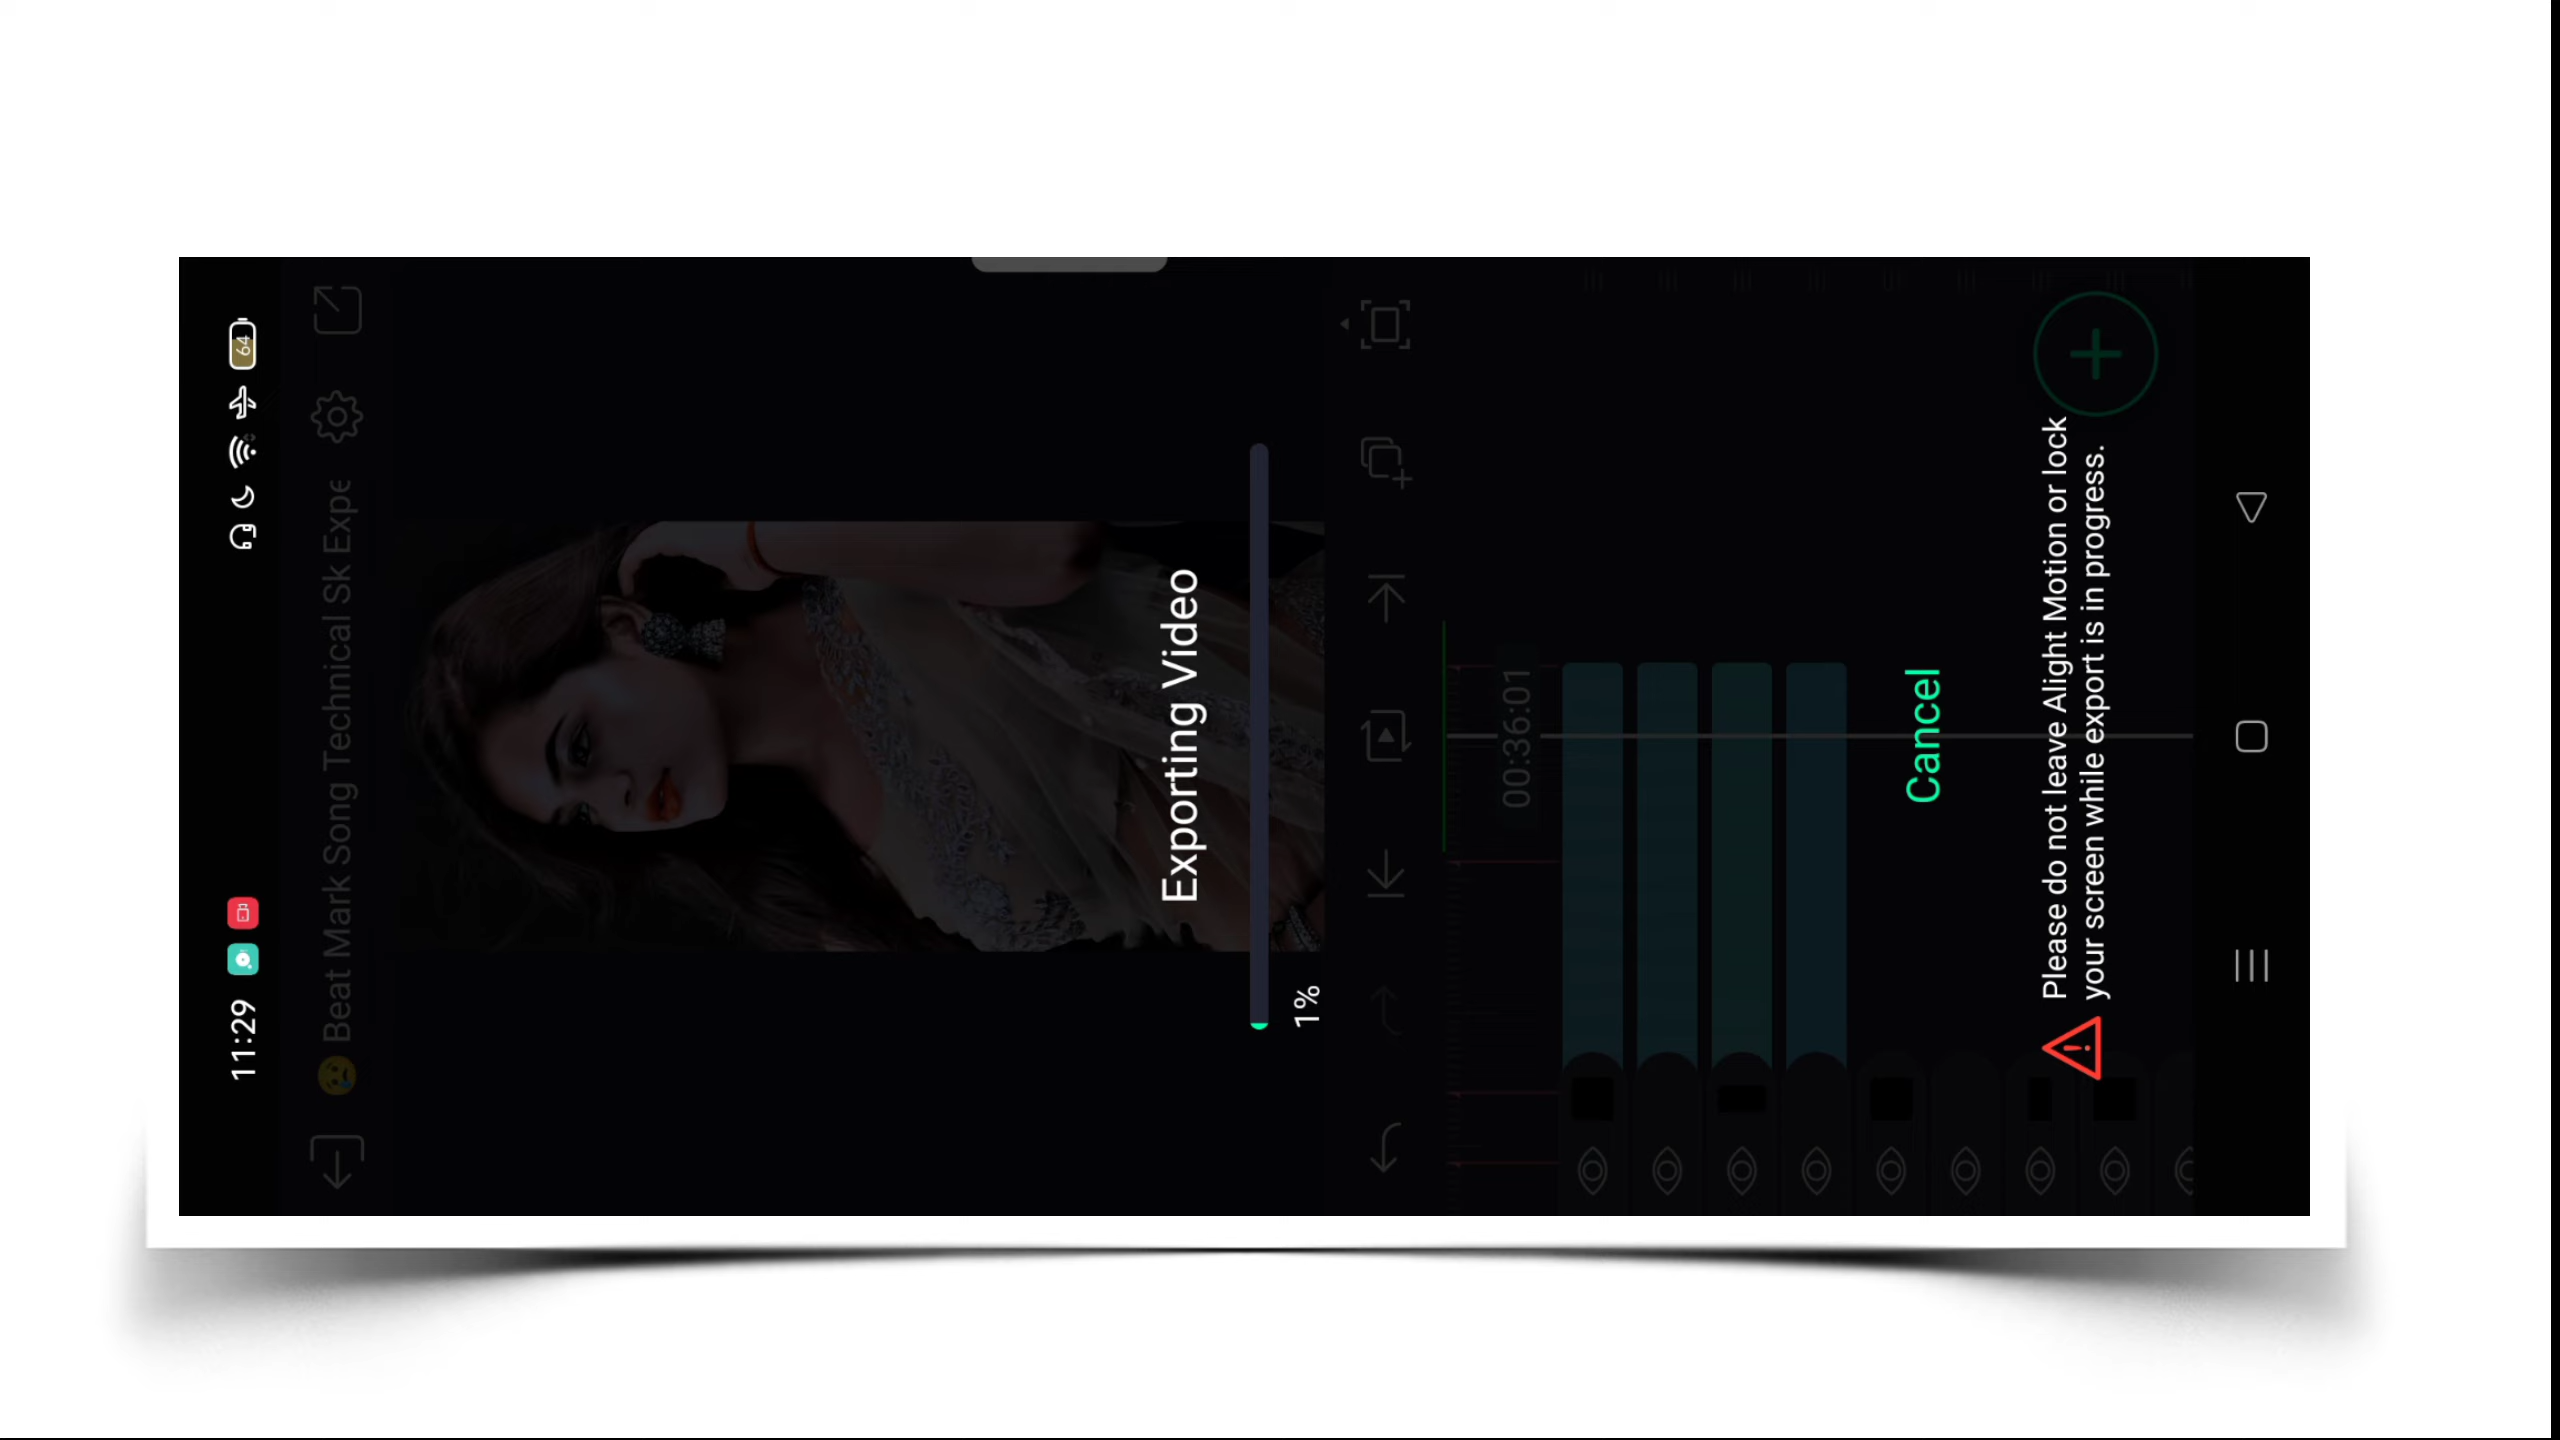 11:29
64
😢 Beat Mark Song Technical Sk Expe
Exporting Video
1%
00:36:01
Cancel
Please do not leave Alight Motion or lock
your screen while export is in progress.